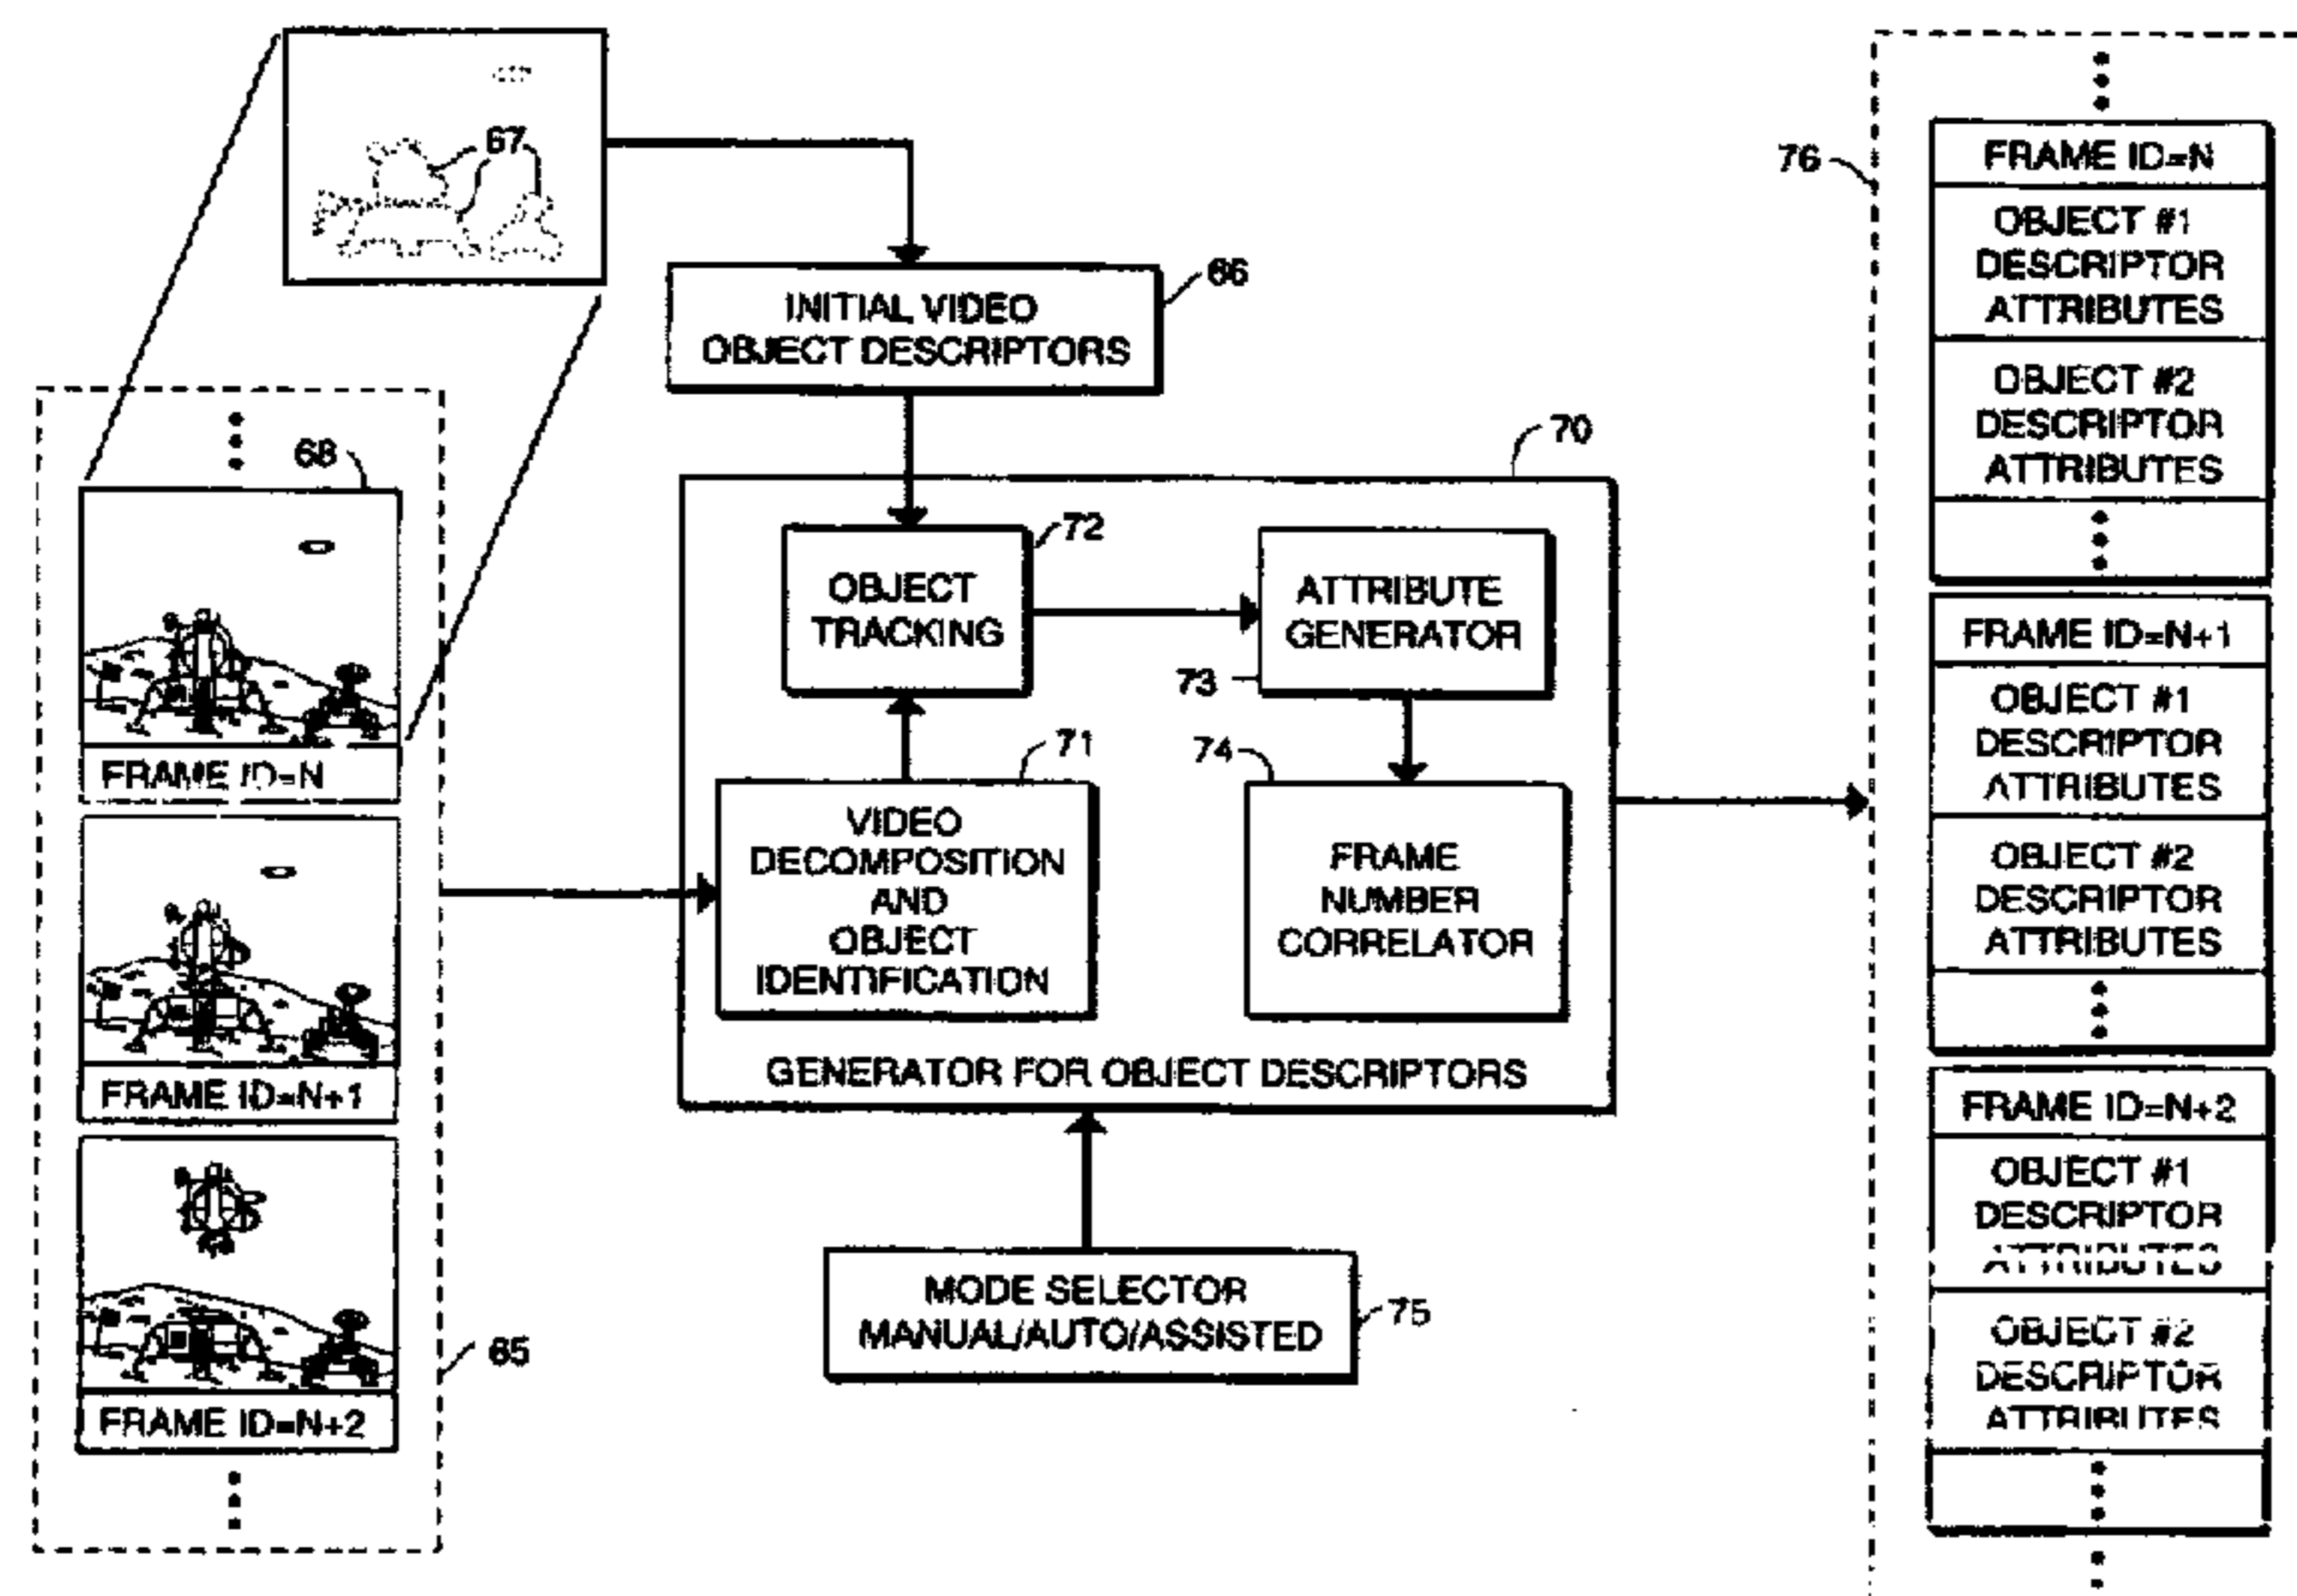 67
66
INITIAL VIDEO
OBJECT DESCRIPTORS
68
FRAME ID=N
FRAME ID=N+1
FRAME ID=N+2
65
70
72
OBJECT
TRACKING
ATTRIBUTE
GENERATOR
73
71
74
VIDEO
DECOMPOSITION
AND
OBJECT
IDENTIFICATION
FRAME
NUMBER
CORRELATOR
GENERATOR FOR OBJECT DESCRIPTORS
MODE SELECTOR
MANUAL/AUTO/ASSISTED
75
76
FRAME ID=N
OBJECT #1
DESCRIPTOR
ATTRIBUTES
OBJECT #2
DESCRIPTOR
ATTRIBUTES
FRAME ID=N+1
OBJECT #1
DESCRIPTOR
ATTRIBUTES
OBJECT #2
DESCRIPTOR
ATTRIBUTES
FRAME ID=N+2
OBJECT #1
DESCRIPTOR
ATTRIBUTES
OBJECT #2
DESCRIPTOR
ATTRIBUTES